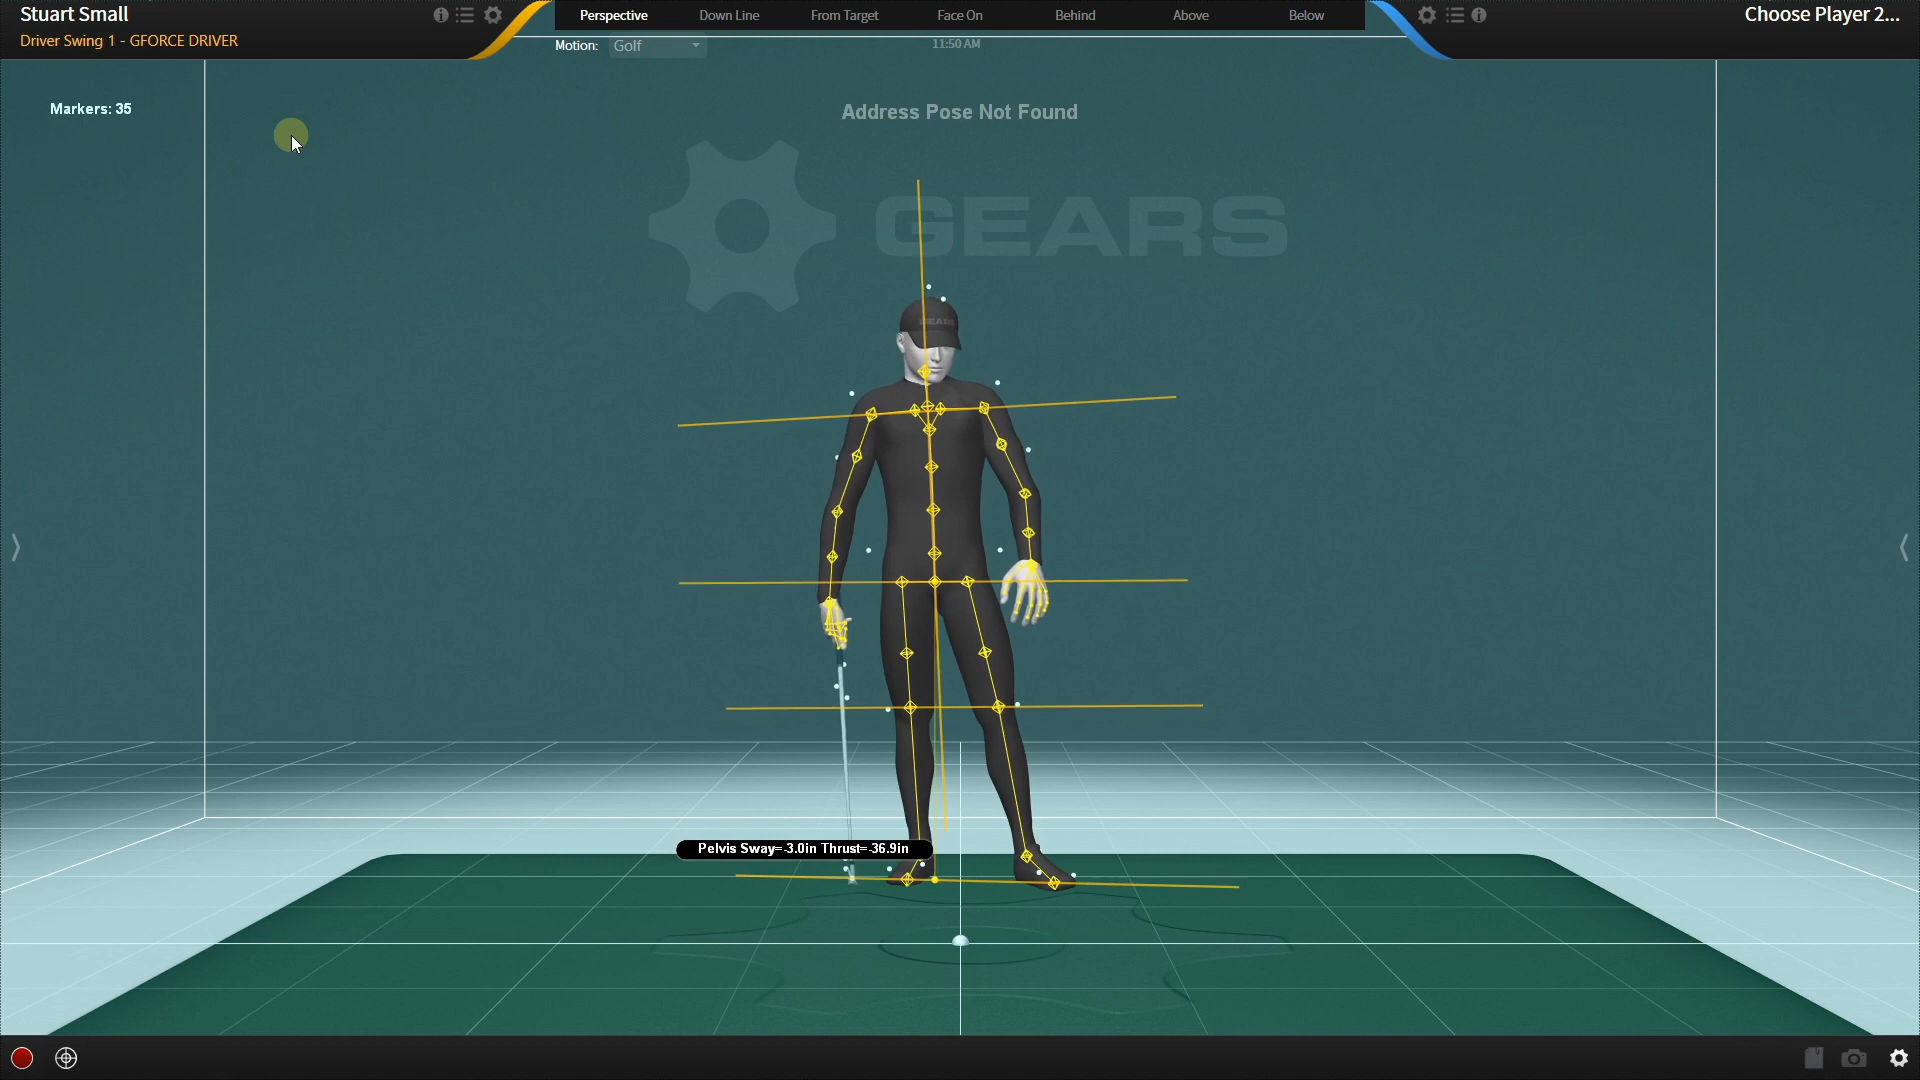 Stuart Small
Driver Swing 1 - GFORCE DRIVER
Perspective
Down Line
From Target
Face On
Behind
Above
Below
Choose Player 2...
Motion:
Golf
11:50 AM
Markers: 35
Address Pose Not Found
GEARS
GEARS
Pelvis Sway=-3.0in Thrust=-36.9in